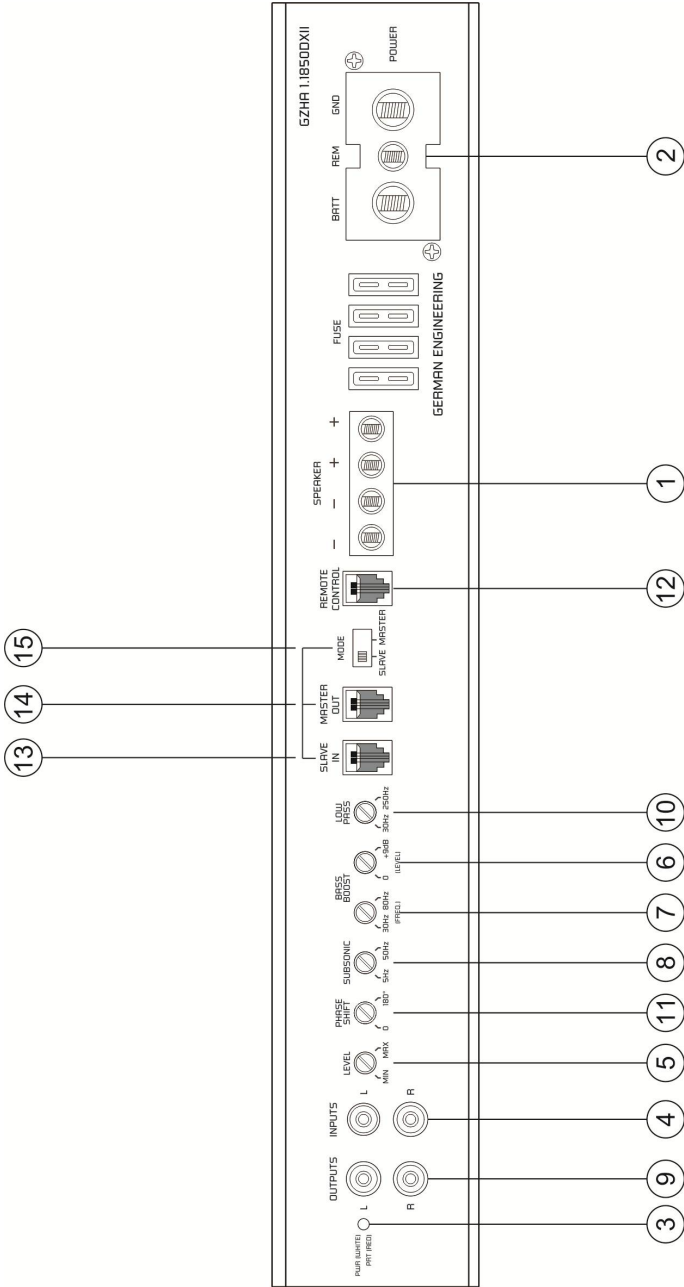 PWR (WHITE)
PRT (RED)
OUTPUTS
L
R
INPUTS
L
R
LEVEL
MIN
MAX
PHASE
SHIFT
0
180°
SUBSONIC
5Hz
50Hz
BASS
BOOST
30Hz
80Hz
(FREQ.)
0
+9dB
(LEVEL)
LOW
PASS
30Hz
250Hz
SLAVE
IN
MASTER
OUT
MODE
SLAVE
MASTER
REMOTE
CONTROL
SPEAKER
–
–
+
+
FUSE
GERMAN ENGINEERING
BATT
REM
GND
POWER
GZHA 1.1850DXII
13
14
15
3
9
4
5
11
8
7
6
10
12
1
2